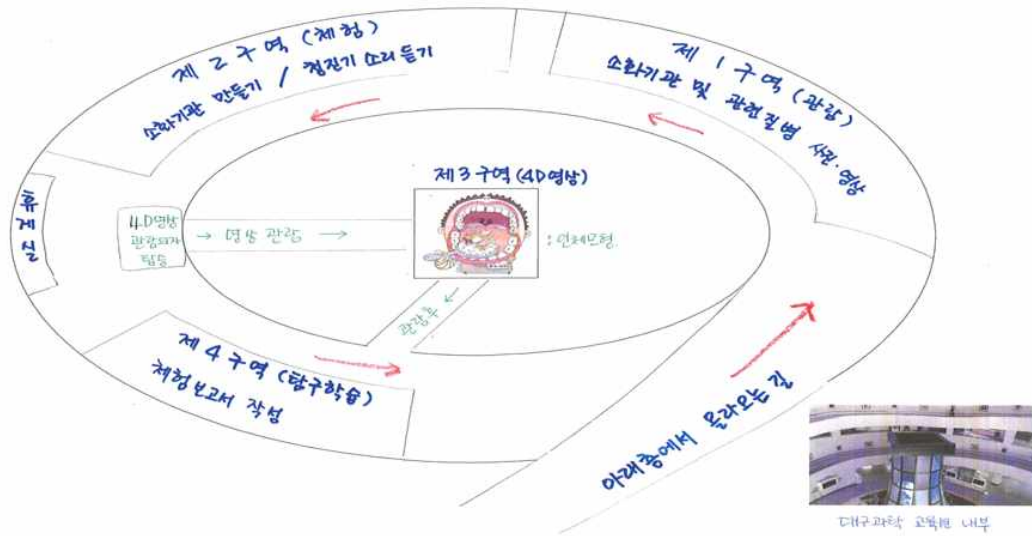 제 1 구역 (관람)
소화기관 및 관련질병 사진·영상
제 2 구역 (체험)
소화기관 만들기 / 청진기 소리듣기
휴게실
제 3 구역 (4D영상)
4D영상
관람의자
탑승
→ 영상 관람 →
: 인체모형.
관람후
제 4 구역 (탐구학습)
체험보고서 작성
아래층에서 올라오는 길
대구과학 교육원 내부